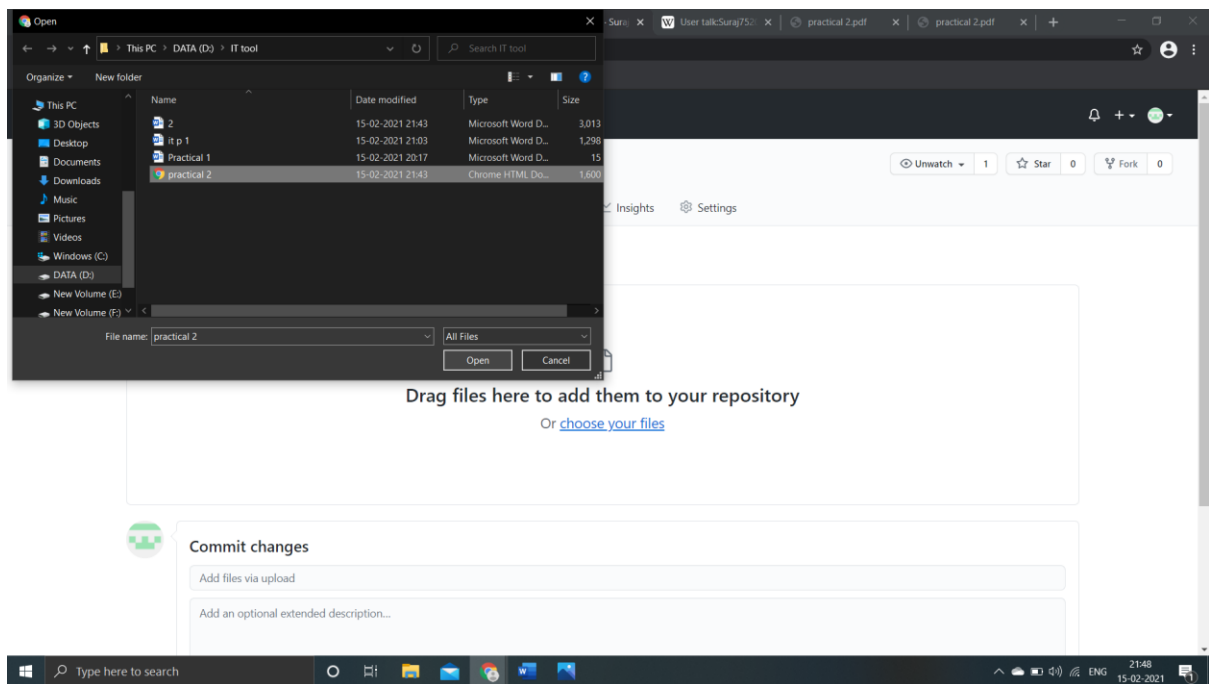 Open
- Suraj
User talk:Suraj752
practical 2.pdf
practical 2.pdf
This PC > DATA (D:) > IT tool
Search IT tool
Organize
New folder
Name
Date modified
Type
Size
This PC
3D Objects
Desktop
Documents
Downloads
Music
Pictures
Videos
Windows (C:)
DATA (D:)
New Volume (E:)
New Volume (F:)
2 15-02-2021 21:43 Microsoft Word D... 3,013
it p 1 15-02-2021 21:03 Microsoft Word D... 1,298
Practical 1 15-02-2021 20:17 Microsoft Word D... 15
practical 2 15-02-2021 21:43 Chrome HTML Do... 1,600
File name: practical 2
All Files
Open
Cancel
Unwatch 1
Star 0
Fork 0
Insights
Settings
Drag files here to add them to your repository
Or choose your files
Commit changes
Add files via upload
Add an optional extended description...
Type here to search
W
ENG
21:48
15-02-2021
1